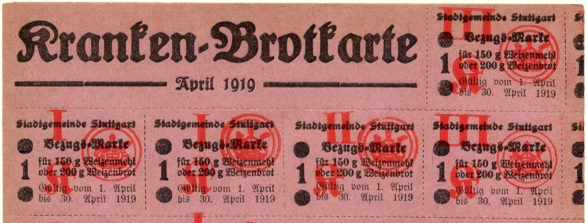 Kranken-Brotkarte
April 1919
Stadtgemeinde Stuttgart
Bezugs-Marke
1 für 150 g Weizenmehl
oder 200 g Weizenbrot
Gültig vom 1. April
bis 30. April 1919
Stadtgemeinde Stuttgart
Bezugs-Marke
1 für 150 g Weizenmehl
oder 200 g Weizenbrot
Gültig vom 1. April
bis 30. April 1919
Stadtgemeinde Stuttgart
Bezugs-Marke
1 für 150 g Weizenmehl
oder 200 g Weizenbrot
Gültig vom 1. April
bis 30. April 1919
Stadtgemeinde Stuttgart
Bezugs-Marke
1 für 150 g Weizenmehl
oder 200 g Weizenbrot
Gültig vom 1. April
bis 30. April 1919
Stadtgemeinde Stuttgart
Bezugs-Marke
1 für 150 g Weizenmehl
oder 200 g Weizenbrot
Gültig vom 1. April
bis 30. April 1919